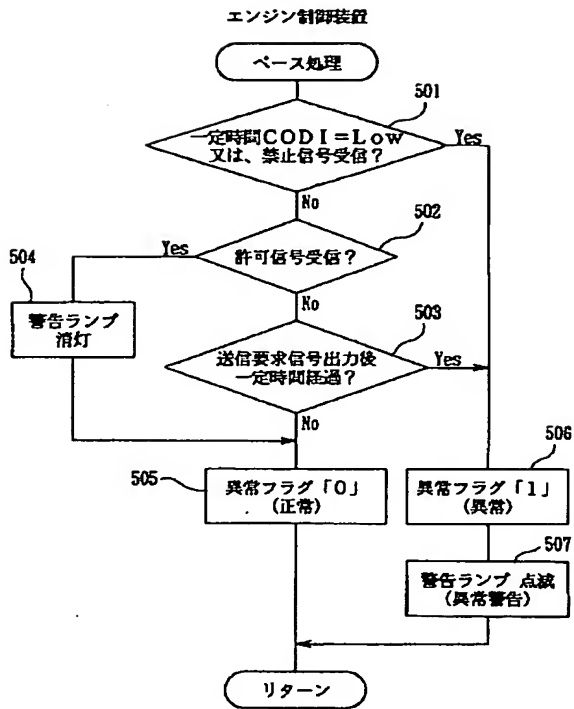 エンジン制御装置
ベース処理
501
一定時間CODI=Low
又は、禁止信号受信?
Yes
No
502
許可信号受信?
Yes
No
504
警告ランプ
消灯
503
送信要求信号出力後
一定時間経過?
Yes
No
505
異常フラグ「0」
(正常)
506
異常フラグ「1」
(異常)
507
警告ランプ 点滅
(異常警告)
リターン